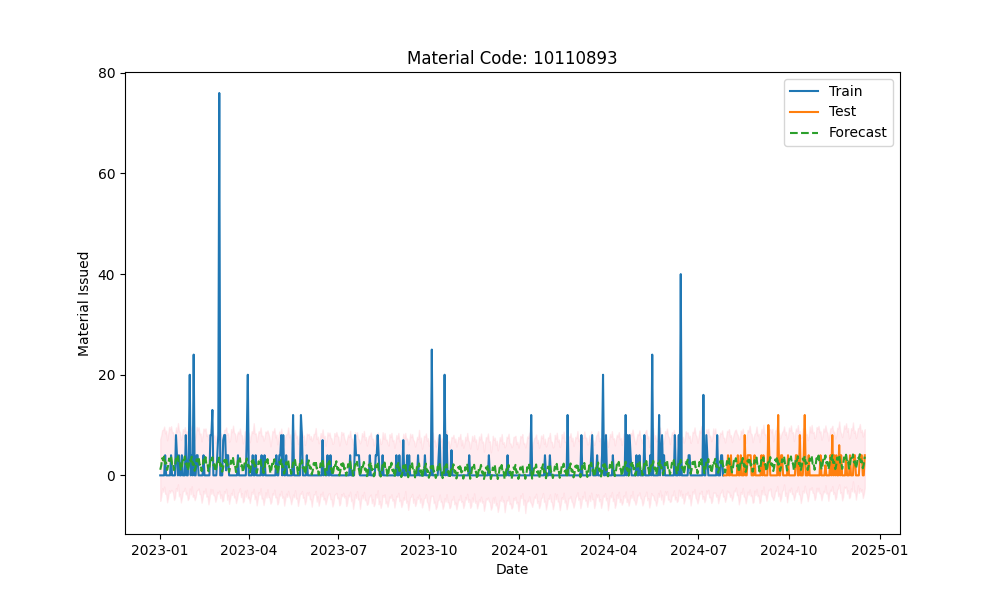 Material Code: 10110893
Train
Test
Forecast
80
60
40
20
0
Material Issued
2023-01 2023-04 2023-07 2023-10 2024-01 2024-04 2024-07 2024-10 2025-01
Date